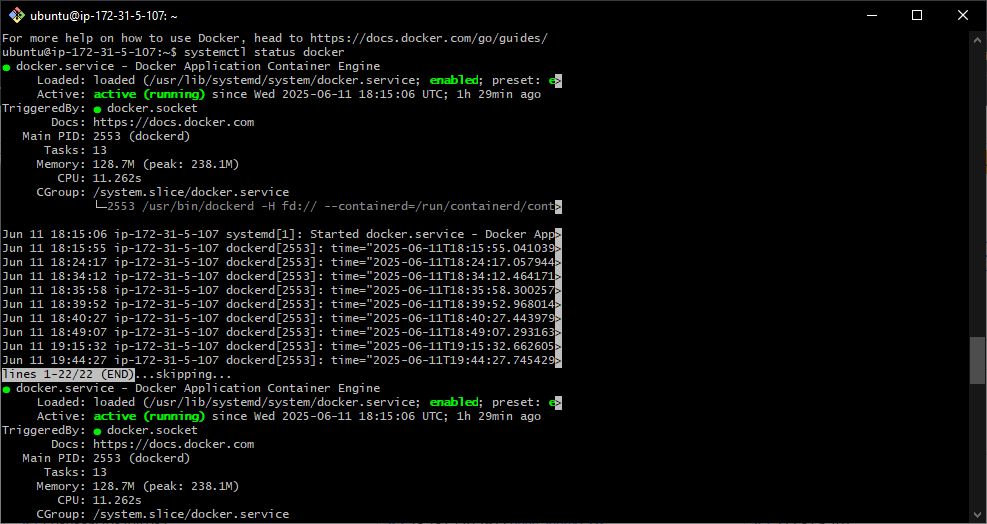 ubuntu@ip-172-31-5-107: ~
For more help on how to use Docker, head to https://docs.docker.com/go/guides/
ubuntu@ip-172-31-5-107:~$ systemctl status docker
● docker.service - Docker Application Container Engine
     Loaded: loaded (/usr/lib/systemd/system/docker.service; enabled; preset: e>
     Active: active (running) since Wed 2025-06-11 18:15:06 UTC; 1h 29min ago
TriggeredBy: ● docker.socket
       Docs: https://docs.docker.com
   Main PID: 2553 (dockerd)
      Tasks: 13
     Memory: 128.7M (peak: 238.1M)
        CPU: 11.262s
     CGroup: /system.slice/docker.service
             └─2553 /usr/bin/dockerd -H fd:// --containerd=/run/containerd/cont>
Jun 11 18:15:06 ip-172-31-5-107 systemd[1]: Started docker.service - Docker App>
Jun 11 18:15:55 ip-172-31-5-107 dockerd[2553]: time="2025-06-11T18:15:55.041039>
Jun 11 18:24:17 ip-172-31-5-107 dockerd[2553]: time="2025-06-11T18:24:17.057944>
Jun 11 18:34:12 ip-172-31-5-107 dockerd[2553]: time="2025-06-11T18:34:12.464171>
Jun 11 18:35:58 ip-172-31-5-107 dockerd[2553]: time="2025-06-11T18:35:58.300257>
Jun 11 18:39:52 ip-172-31-5-107 dockerd[2553]: time="2025-06-11T18:39:52.968014>
Jun 11 18:40:27 ip-172-31-5-107 dockerd[2553]: time="2025-06-11T18:40:27.443979>
Jun 11 18:49:07 ip-172-31-5-107 dockerd[2553]: time="2025-06-11T18:49:07.293163>
Jun 11 19:15:32 ip-172-31-5-107 dockerd[2553]: time="2025-06-11T19:15:32.662605>
Jun 11 19:44:27 ip-172-31-5-107 dockerd[2553]: time="2025-06-11T19:44:27.745429>
lines 1-22/22 (END)...skipping...
● docker.service - Docker Application Container Engine
     Loaded: loaded (/usr/lib/systemd/system/docker.service; enabled; preset: e>
     Active: active (running) since Wed 2025-06-11 18:15:06 UTC; 1h 29min ago
TriggeredBy: ● docker.socket
       Docs: https://docs.docker.com
   Main PID: 2553 (dockerd)
      Tasks: 13
     Memory: 128.7M (peak: 238.1M)
        CPU: 11.262s
     CGroup: /system.slice/docker.service